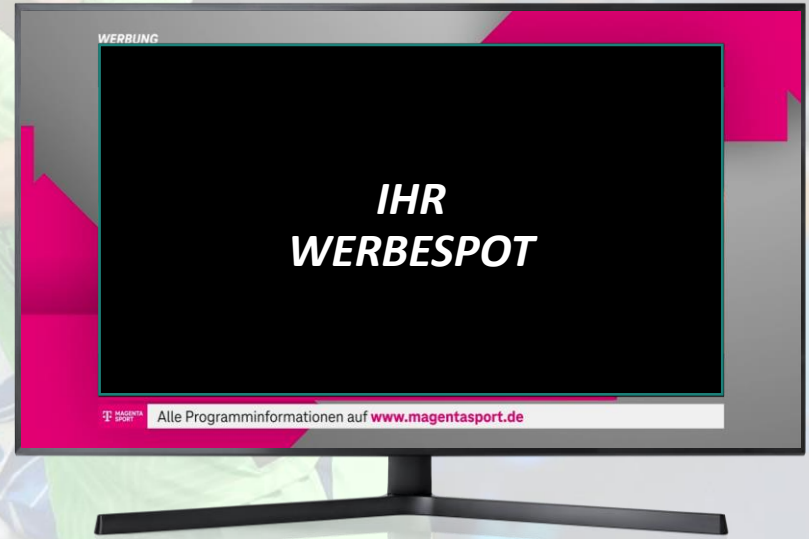 WERBUNG
IHR
WERBESPOT
T MAGENTA
SPORT
Alle Programminformationen auf www.magentasport.de